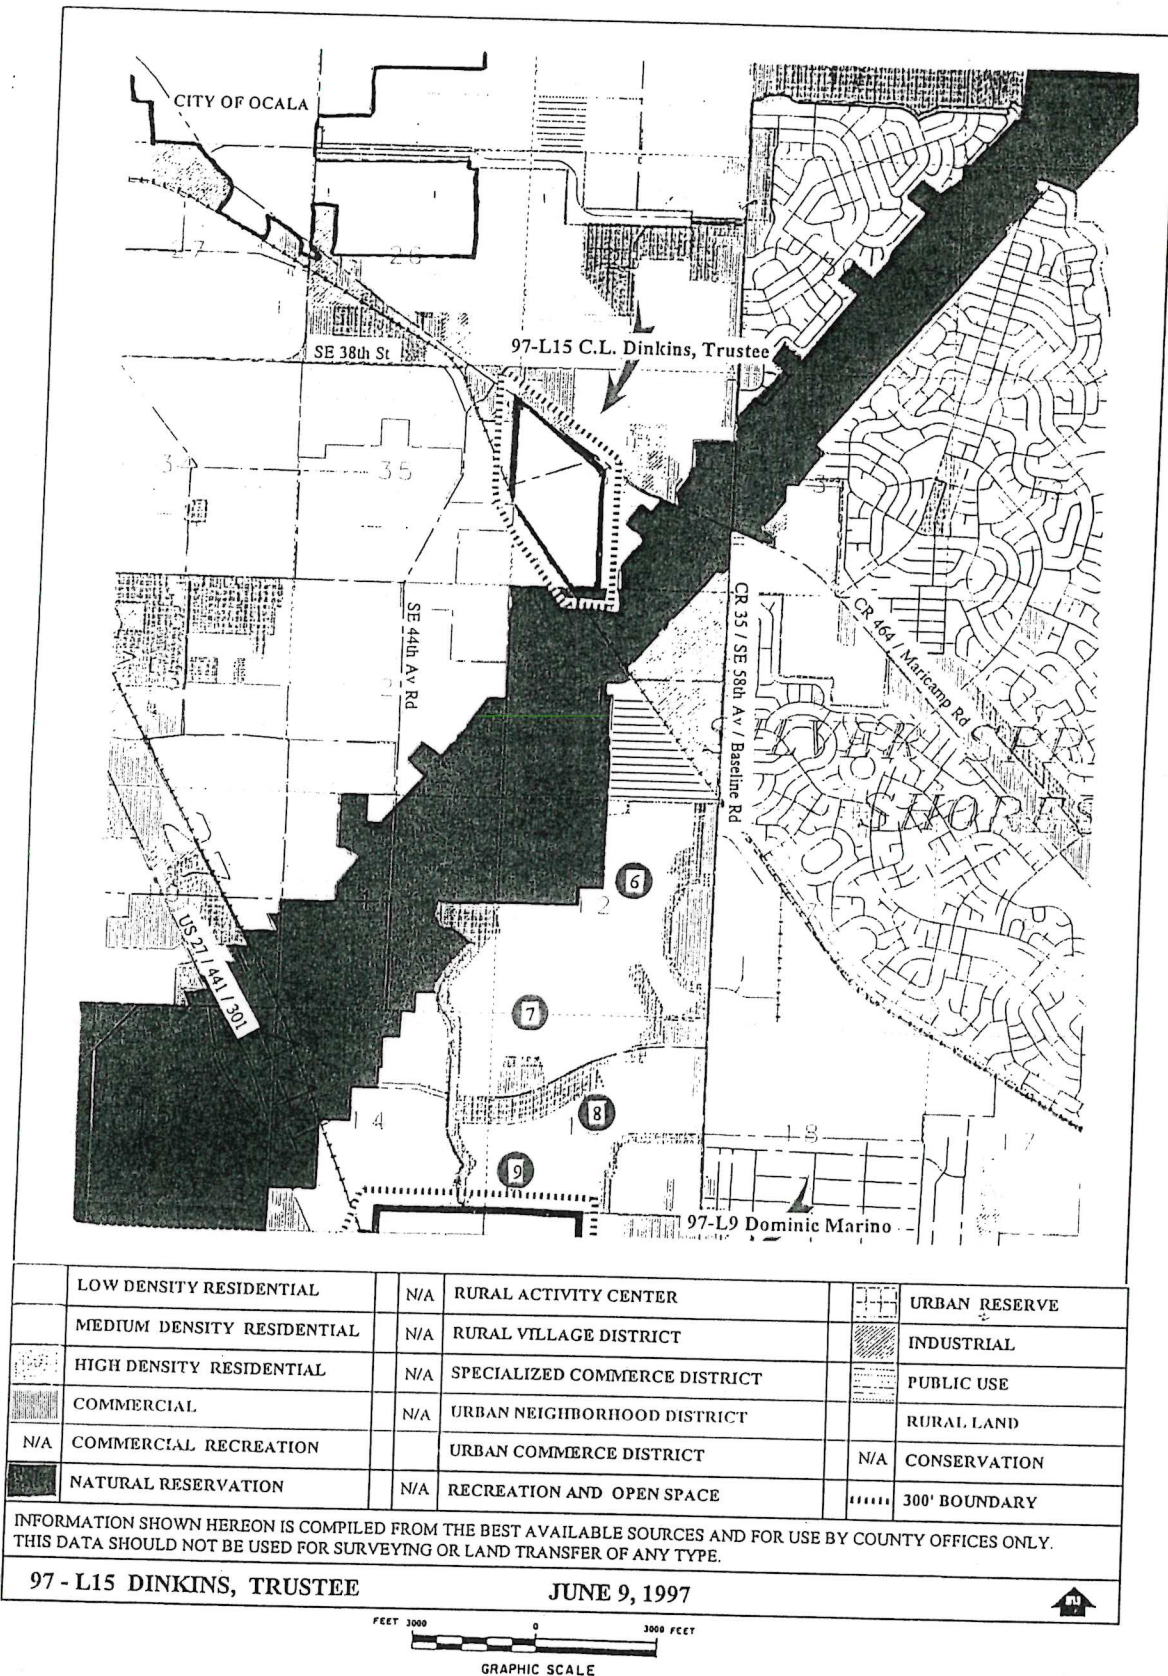 CITY OF OCALA
27
26
SE 38th St
97-L15 C.L. Dinkins, Trustee
34
35
SE 44th Av Rd
CR 35 / SE 58th Av / Baseline Rd
CR 464 / Maricamp Rd
SHORES
6
US 27 / 441 / 301
7
8
9
18
17
97-L9 Dominic Marino
LOW DENSITY RESIDENTIAL
N/A RURAL ACTIVITY CENTER
URBAN RESERVE
MEDIUM DENSITY RESIDENTIAL
N/A RURAL VILLAGE DISTRICT
INDUSTRIAL
HIGH DENSITY RESIDENTIAL
N/A SPECIALIZED COMMERCE DISTRICT
PUBLIC USE
COMMERCIAL
N/A URBAN NEIGHBORHOOD DISTRICT
RURAL LAND
N/A COMMERCIAL RECREATION
URBAN COMMERCE DISTRICT
N/A CONSERVATION
NATURAL RESERVATION
N/A RECREATION AND OPEN SPACE
300' BOUNDARY
INFORMATION SHOWN HEREON IS COMPILED FROM THE BEST AVAILABLE SOURCES AND FOR USE BY COUNTY OFFICES ONLY.
THIS DATA SHOULD NOT BE USED FOR SURVEYING OR LAND TRANSFER OF ANY TYPE.
97 - L15 DINKINS, TRUSTEE JUNE 9, 1997
FEET 3000 0 3000 FEET
GRAPHIC SCALE